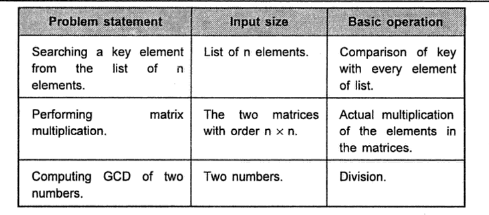 Problem statement
Input size
Basic operation
Searching a key element
from the list of n
elements.
List of n elements.
Comparison of key
with every element
of list.
Performing matrix
multiplication.
The two matrices
with order n × n.
Actual multiplication
of the elements in
the matrices.
Computing GCD of two
numbers.
Two numbers.
Division.